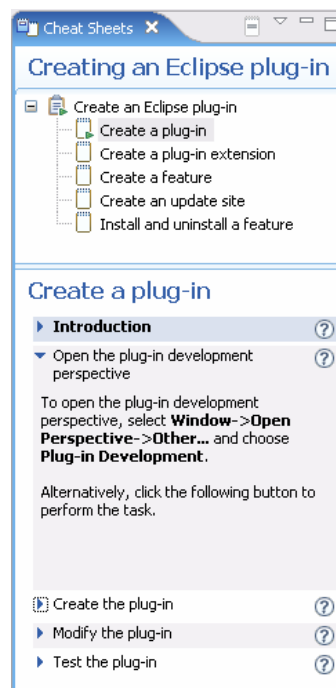 Cheat Sheets
Creating an Eclipse plug-in
Create an Eclipse plug-in
Create a plug-in
Create a plug-in extension
Create a feature
Create an update site
Install and uninstall a feature
Create a plug-in
Introduction
Open the plug-in development
perspective
To open the plug-in development
perspective, select Window->Open
Perspective->Other... and choose
Plug-in Development.
Alternatively, click the following button to
perform the task.
Create the plug-in
Modify the plug-in
Test the plug-in